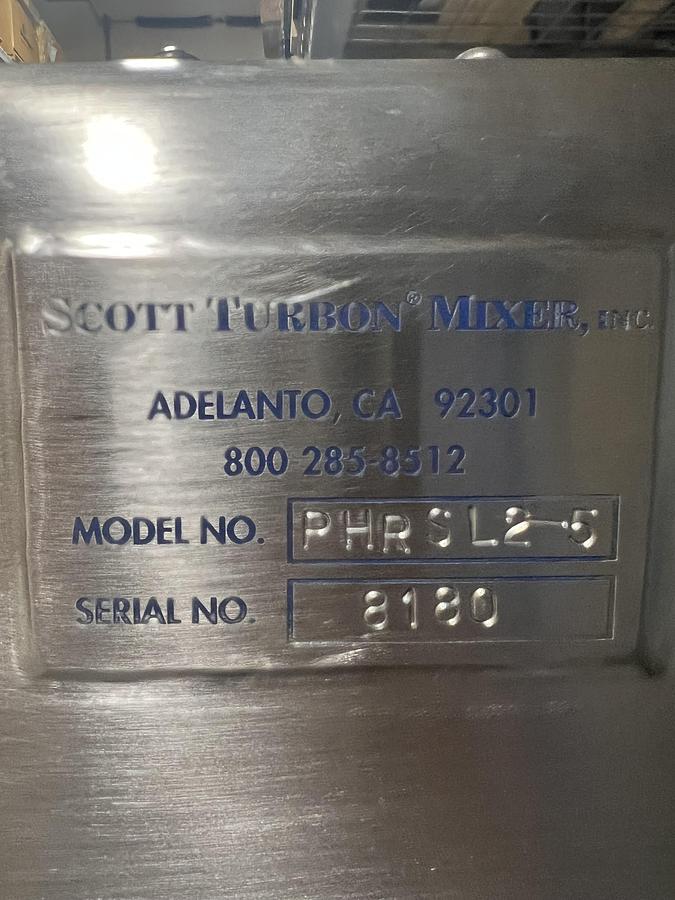 SCOTT TURBON® MIXER, INC.
ADELANTO, CA 92301
800 285-8512
MODEL NO. PHRSL2-5
SERIAL NO. 8180